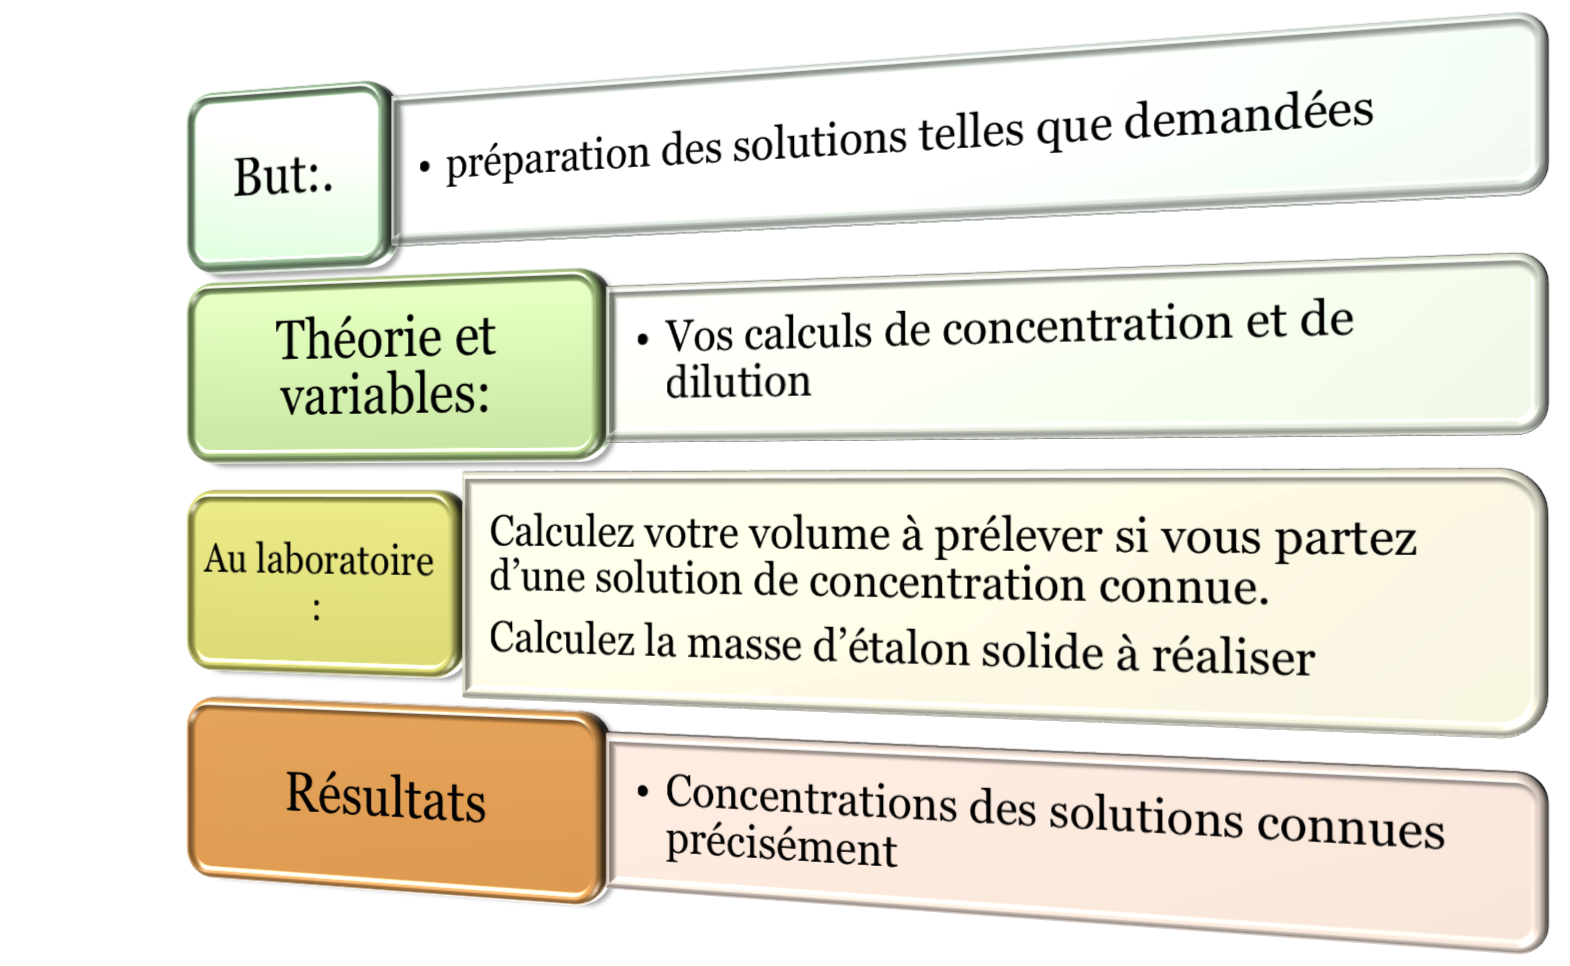 But:.
• préparation des solutions telles que demandées
Théorie et
variables:
• Vos calculs de concentration et de
dilution
Au laboratoire
:
Calculez votre volume à prélever si vous partez
d’une solution de concentration connue.
Calculez la masse d’étalon solide à réaliser
Résultats
• Concentrations des solutions connues
précisément